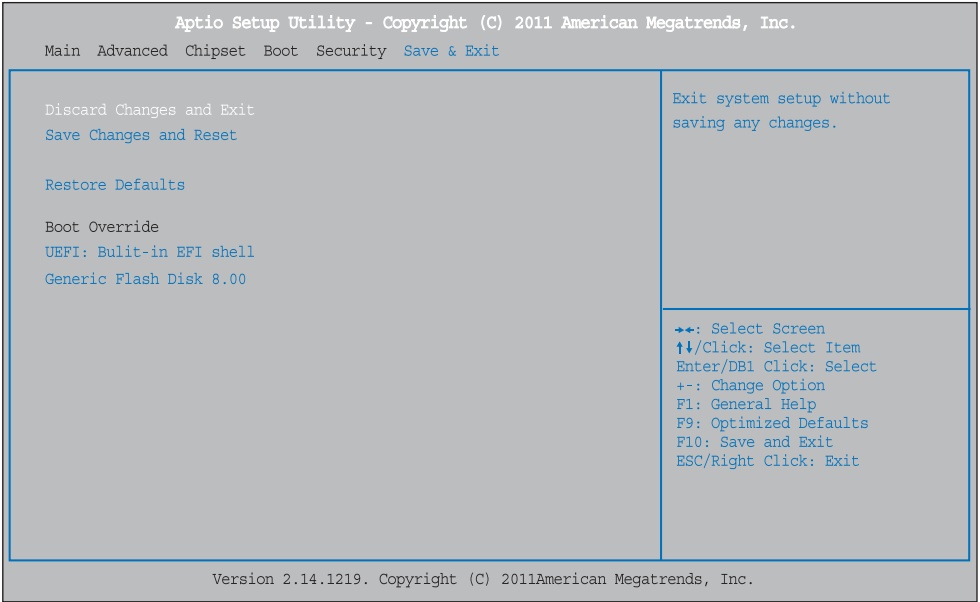 Aptio Setup Utility - Copyright (C) 2011 American Megatrends, Inc.
Main Advanced Chipset Boot Security Save & Exit
Discard Changes and Exit
Save Changes and Reset
Restore Defaults
Boot Override
UEFI: Bulit-in EFI shell
Generic Flash Disk 8.00
Exit system setup without
saving any changes.
→←: Select Screen
↑↓/Click: Select Item
Enter/DB1 Click: Select
+-: Change Option
F1: General Help
F9: Optimized Defaults
F10: Save and Exit
ESC/Right Click: Exit
Version 2.14.1219. Copyright (C) 2011American Megatrends, Inc.